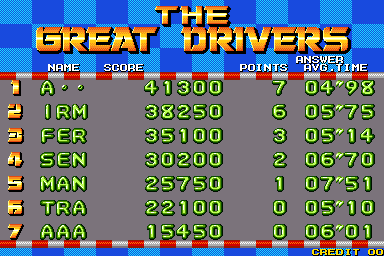 THE
GREAT DRIVERS
NAME SCORE POINTS ANSWER AVG.TIME
1 A·· 41300 7 04"98
2 IRM 38250 6 05"75
3 FER 35100 3 05"14
4 SEN 30200 2 06"70
5 MAN 25750 1 07"51
6 TRA 22100 0 05"10
7 AAA 15450 0 06"01
CREDIT 00